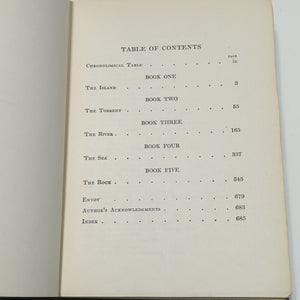 TABLE OF CONTENTS
PAGE
Chronological Table . . . . . . . ix
BOOK ONE
The Island . . . . . . . . 3
BOOK TWO
The Torrent . . . . . . . . 55
BOOK THREE
The River . . . . . . . . 165
BOOK FOUR
The Sea . . . . . . . . 337
BOOK FIVE
The Rock . . . . . . . . 545
Envoy . . . . . . . . 679
Author's Acknowledgments . . . . . 683
Index . . . . . . . . 685